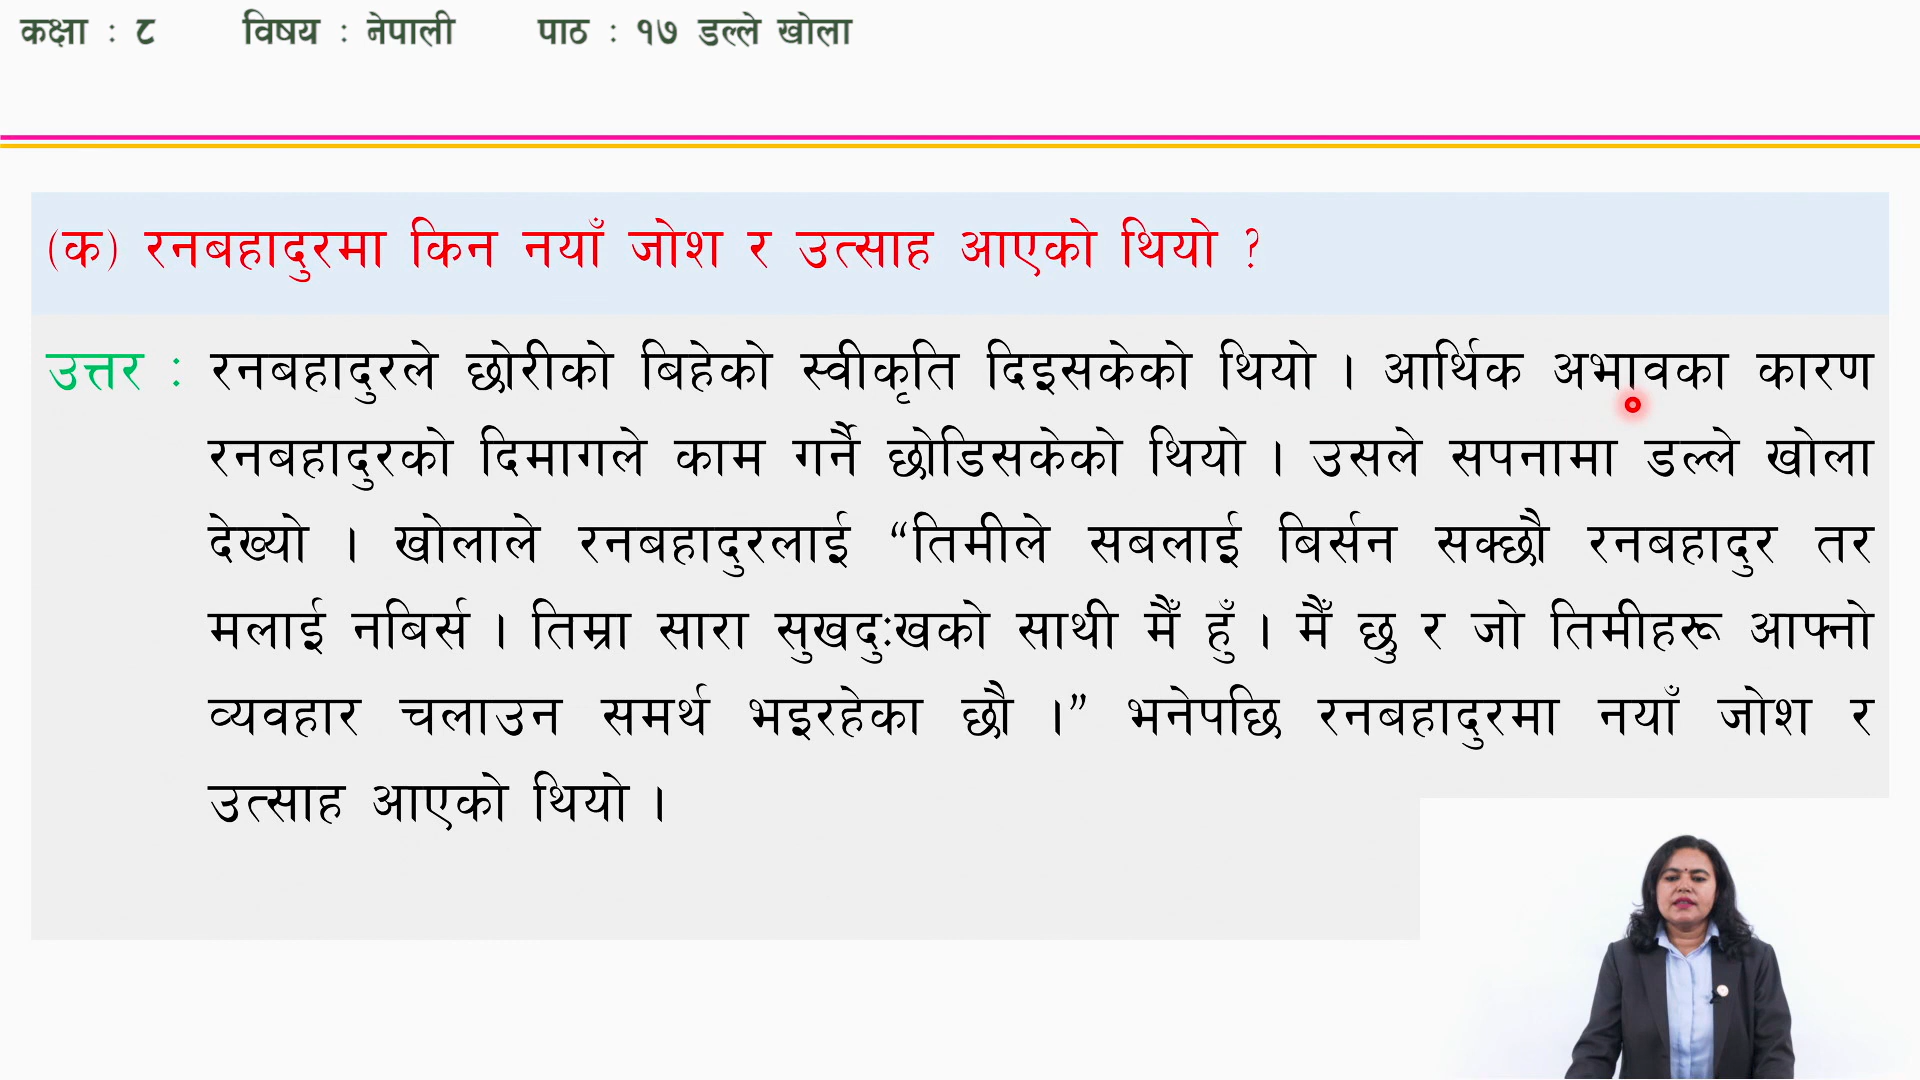 कक्षा : ८ विषय : नेपाली पाठ : १७ डल्ले खोला
(क) रनबहादुरमा किन नयाँ जोश र उत्साह आएको थियो ?
उत्तर : रनबहादुरले छोरीको बिहेको स्वीकृति दिइसकेको थियो । आर्थिक अभावका कारण
रनबहादुरको दिमागले काम गर्नै छोडिसकेको थियो । उसले सपनामा डल्ले खोला
देख्यो । खोलाले रनबहादुरलाई “तिमीले सबलाई बिर्सन सक्छौ रनबहादुर तर
मलाई नबिर्स । तिम्रा सारा सुखदुःखको साथी मैँ हुँ । मैँ छु र जो तिमीहरू आफ्नो
व्यवहार चलाउन समर्थ भइरहेका छौ ।” भनेपछि रनबहादुरमा नयाँ जोश र
उत्साह आएको थियो ।